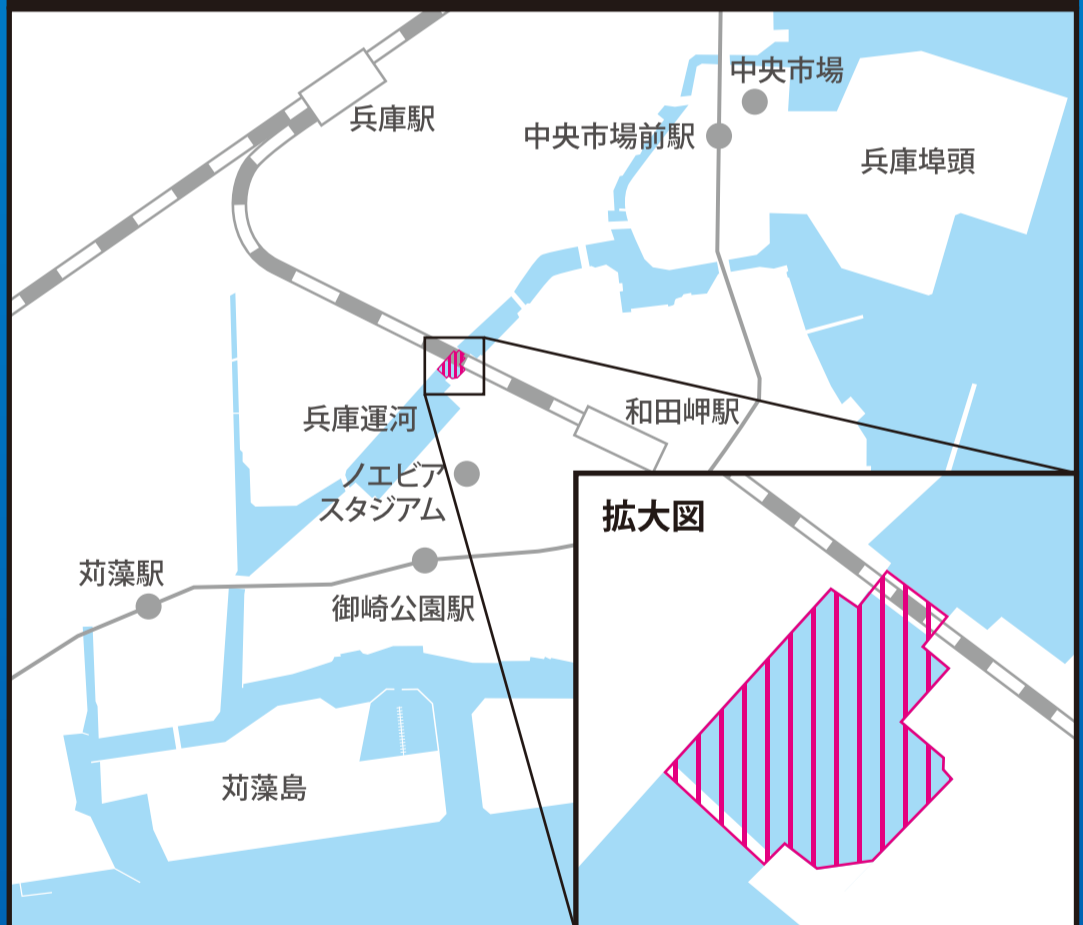 中央市場
兵庫駅
中央市場前駅
兵庫埠頭
和田岬駅
兵庫運河
ノエビア
スタジアム
拡大図
苅藻駅
御崎公園駅
苅藻島